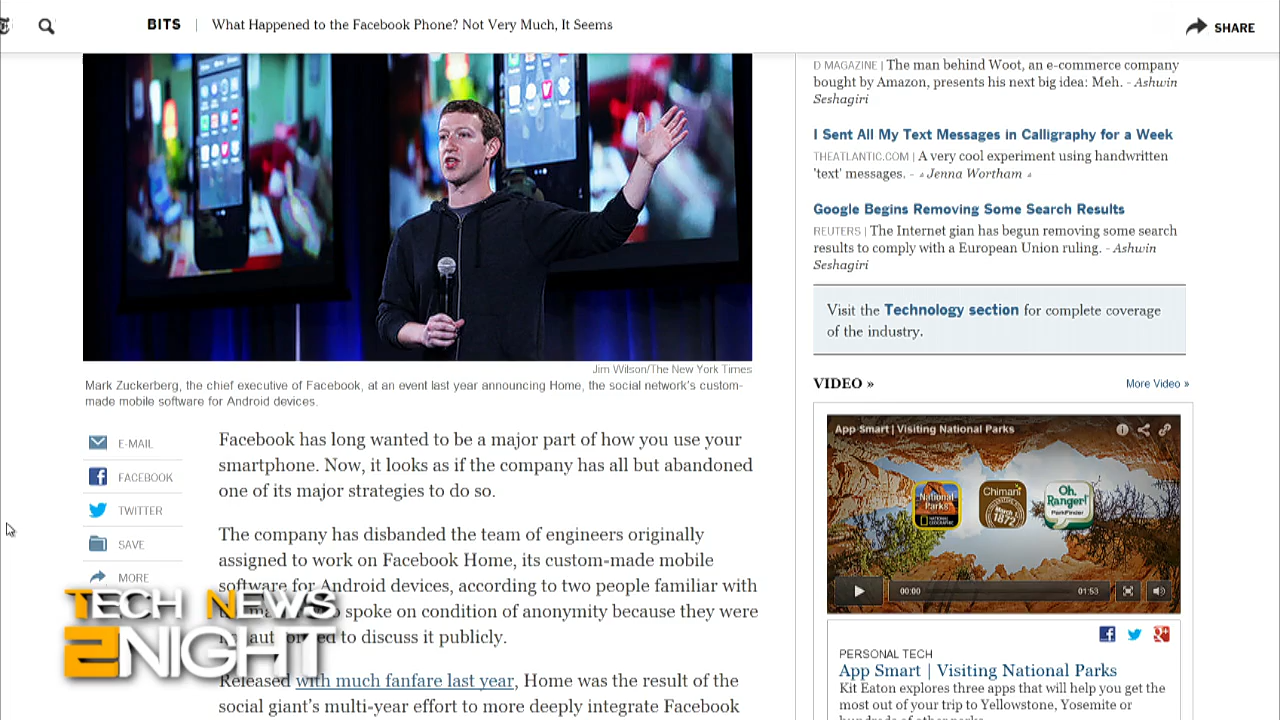 BITS
What Happened to the Facebook Phone? Not Very Much, It Seems
SHARE
Jim Wilson/The New York Times
Mark Zuckerberg, the chief executive of Facebook, at an event last year announcing Home, the social network's custom-
made mobile software for Android devices.
E-MAIL
FACEBOOK
TWITTER
SAVE
MORE
Facebook has long wanted to be a major part of how you use your
smartphone. Now, it looks as if the company has all but abandoned
one of its major strategies to do so.
The company has disbanded the team of engineers originally
assigned to work on Facebook Home, its custom-made mobile
software for Android devices, according to two people familiar with
spoke on condition of anonymity because they were
to discuss it publicly.
Released with much fanfare last year, Home was the result of the
social giant's multi-year effort to more deeply integrate Facebook
TECH NEWS
2NIGHT
D MAGAZINE | The man behind Woot, an e-commerce company
bought by Amazon, presents his next big idea: Meh. - Ashwin
Seshagiri
I Sent All My Text Messages in Calligraphy for a Week
THEATLANTIC.COM | A very cool experiment using handwritten
'text' messages. - Jenna Wortham
Google Begins Removing Some Search Results
REUTERS | The Internet gian has begun removing some search
results to comply with a European Union ruling. - Ashwin
Seshagiri
Visit the Technology section for complete coverage
of the industry.
VIDEO »
More Video »
App Smart | Visiting National Parks
National
Parks
NATIONAL
GEOGRAPHIC
Chimani
March 1
1872
Oh,
Ranger!
ParkFinder
00:00
01:53
PERSONAL TECH
App Smart | Visiting National Parks
Kit Eaton explores three apps that will help you get the
most out of your trip to Yellowstone, Yosemite or